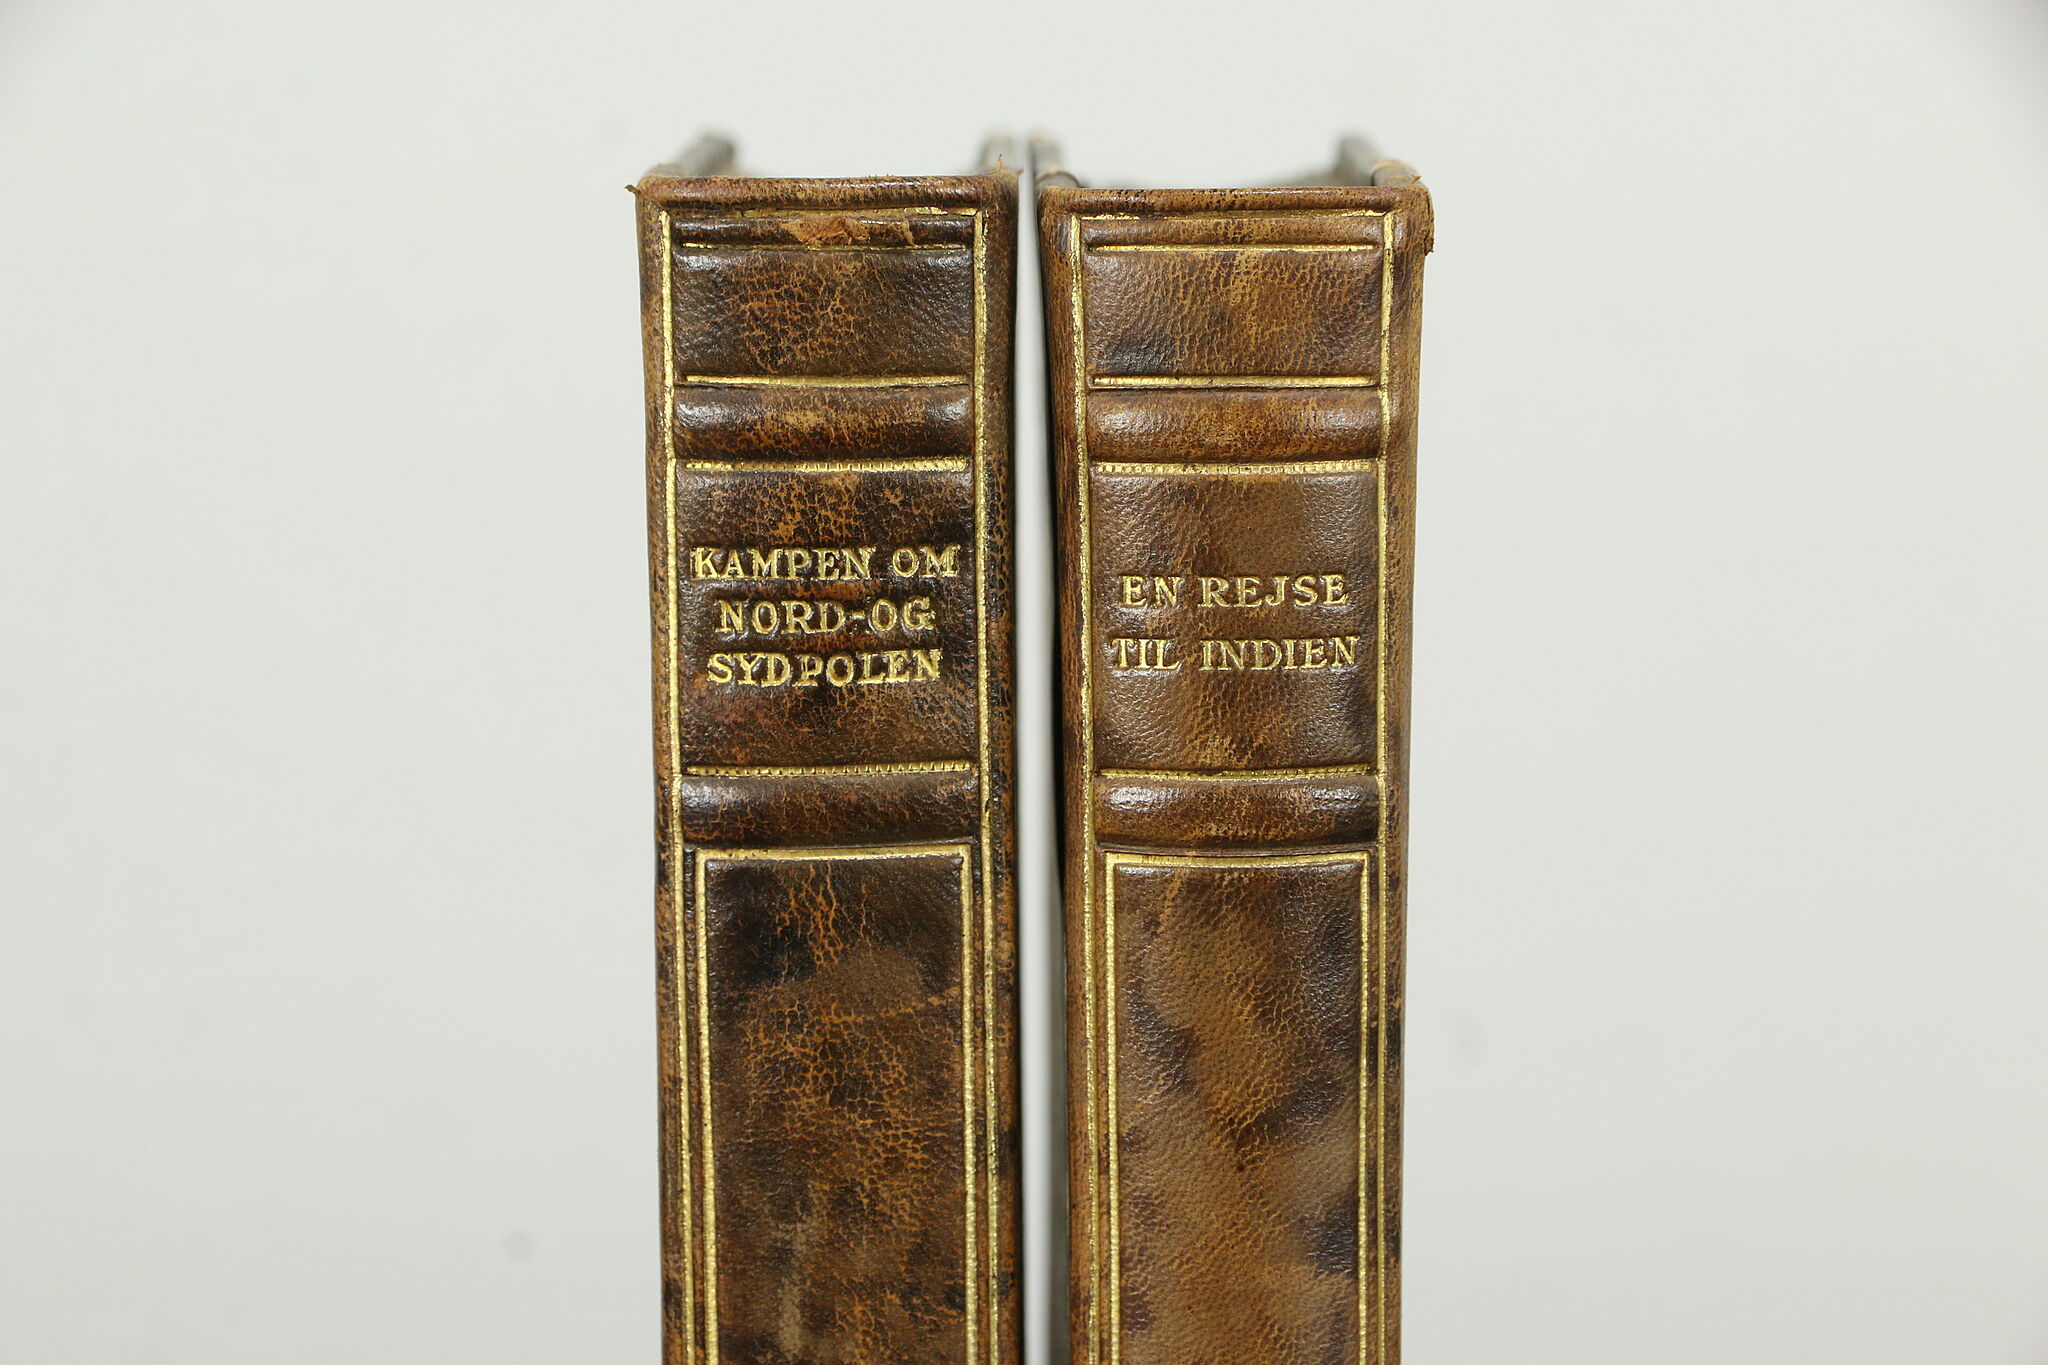 KAMPEN OM
NORD-OG
SYDPOLEN
EN REJSE
TIL INDIEN